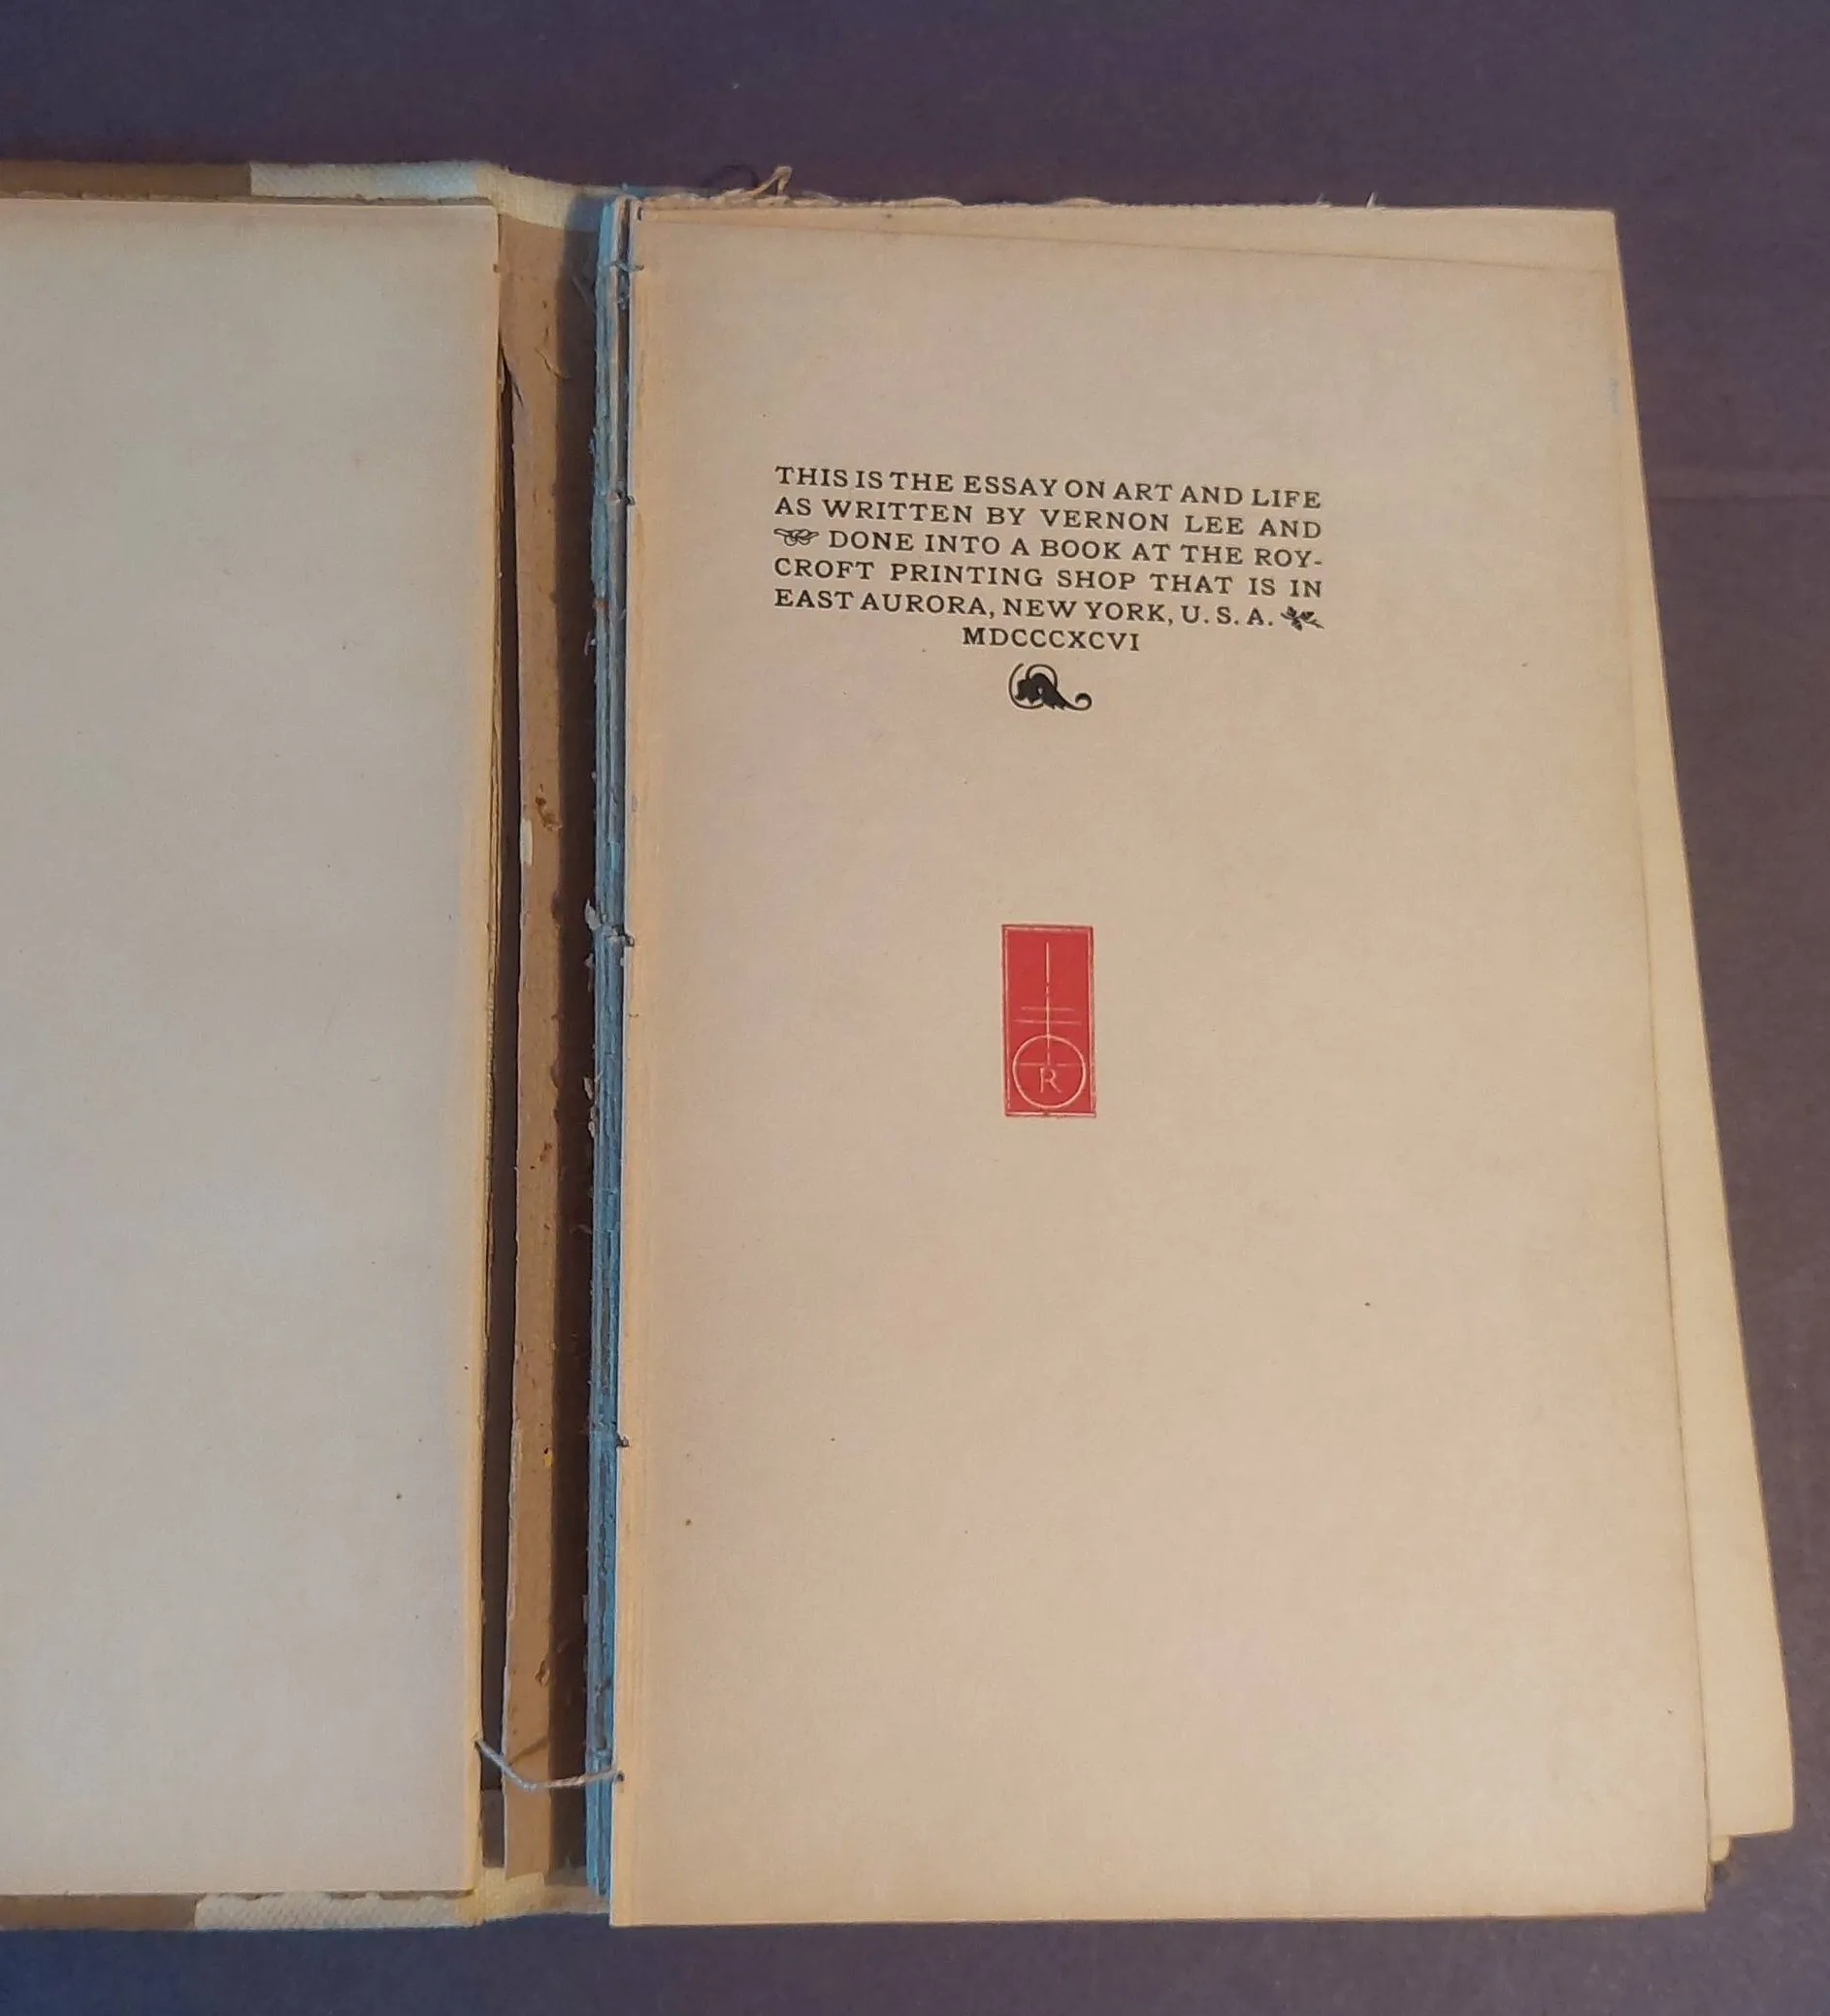 THIS IS THE ESSAY ON ART AND LIFE
AS WRITTEN BY VERNON LEE AND
DONE INTO A BOOK AT THE ROY-
CROFT PRINTING SHOP THAT IS IN
EAST AURORA, NEW YORK, U. S. A.
MDCCCXCVI
R